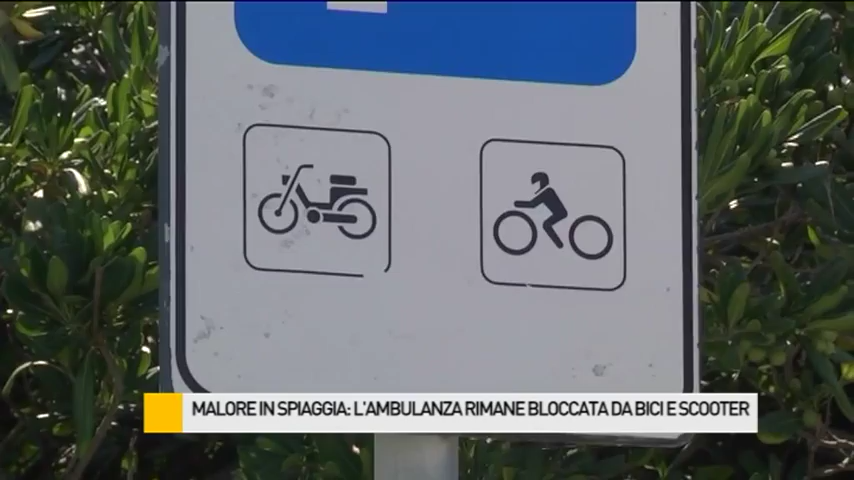 MALORE IN SPIAGGIA: L'AMBULANZA RIMANE BLOCCATA DA BICI E SCOOTER